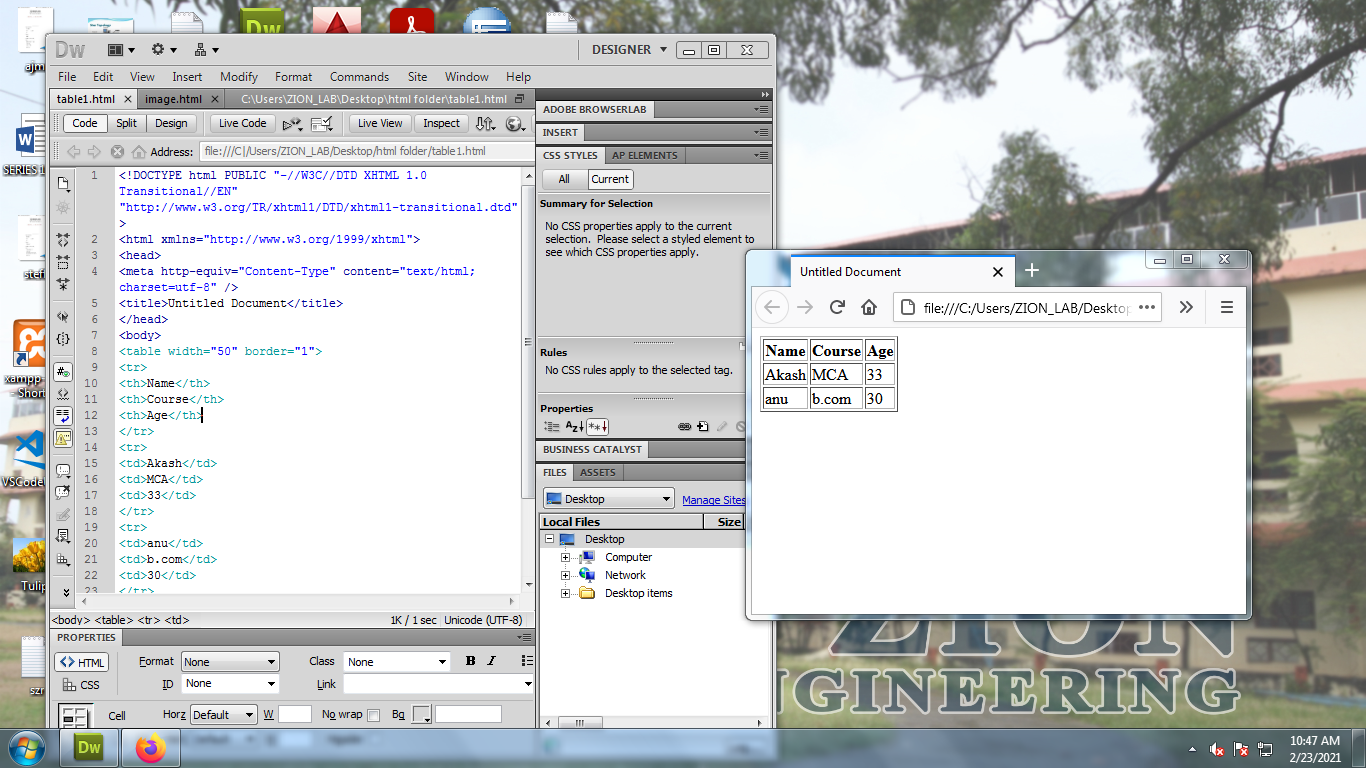 ajm
SERIES 1
steff
xampp-
- Short
VSCode
Tulip
szr
Dw
DESIGNER
File Edit View Insert Modify Format Commands Site Window Help
table1.html image.html C:\Users\ZION_LAB\Desktop\html folder\table1.html
Code Split Design Live Code Live View Inspect
Address: file:///C|/Users/ZION_LAB/Desktop/html folder/table1.html
1 <!DOCTYPE html PUBLIC "-//W3C//DTD XHTML 1.0
Transitional//EN"
"http://www.w3.org/TR/xhtml1/DTD/xhtml1-transitional.dtd"
>
2 <html xmlns="http://www.w3.org/1999/xhtml">
3 <head>
4 <meta http-equiv="Content-Type" content="text/html;
charset=utf-8" />
5 <title>Untitled Document</title>
6 </head>
7 <body>
8 <table width="50" border="1">
9 <tr>
10 <th>Name</th>
11 <th>Course</th>
12 <th>Age</th>
13 </tr>
14 <tr>
15 <td>Akash</td>
16 <td>MCA</td>
17 <td>33</td>
18 </tr>
19 <tr>
20 <td>anu</td>
21 <td>b.com</td>
22 <td>30</td>
23 </tr>
<body> <table> <tr> <td> 1K / 1 sec Unicode (UTF-8)
PROPERTIES
<> HTML Format None Class None B I
CSS ID None Link
Cell Horz Default W No wrap Bg
ADOBE BROWSERLAB
INSERT
CSS STYLES AP ELEMENTS
All Current
Summary for Selection
No CSS properties apply to the current
selection. Please select a styled element to
see which CSS properties apply.
Rules
No CSS rules apply to the selected tag.
Properties
BUSINESS CATALYST
FILES ASSETS
Desktop Manage Sites
Local Files Size
Desktop
Computer
Network
Desktop items
Untitled Document
file:///C:/Users/ZION_LAB/Desktop
Name Course Age
Akash MCA 33
anu b.com 30
ZION
NGINEERING
Dw
10:47 AM
2/23/2021